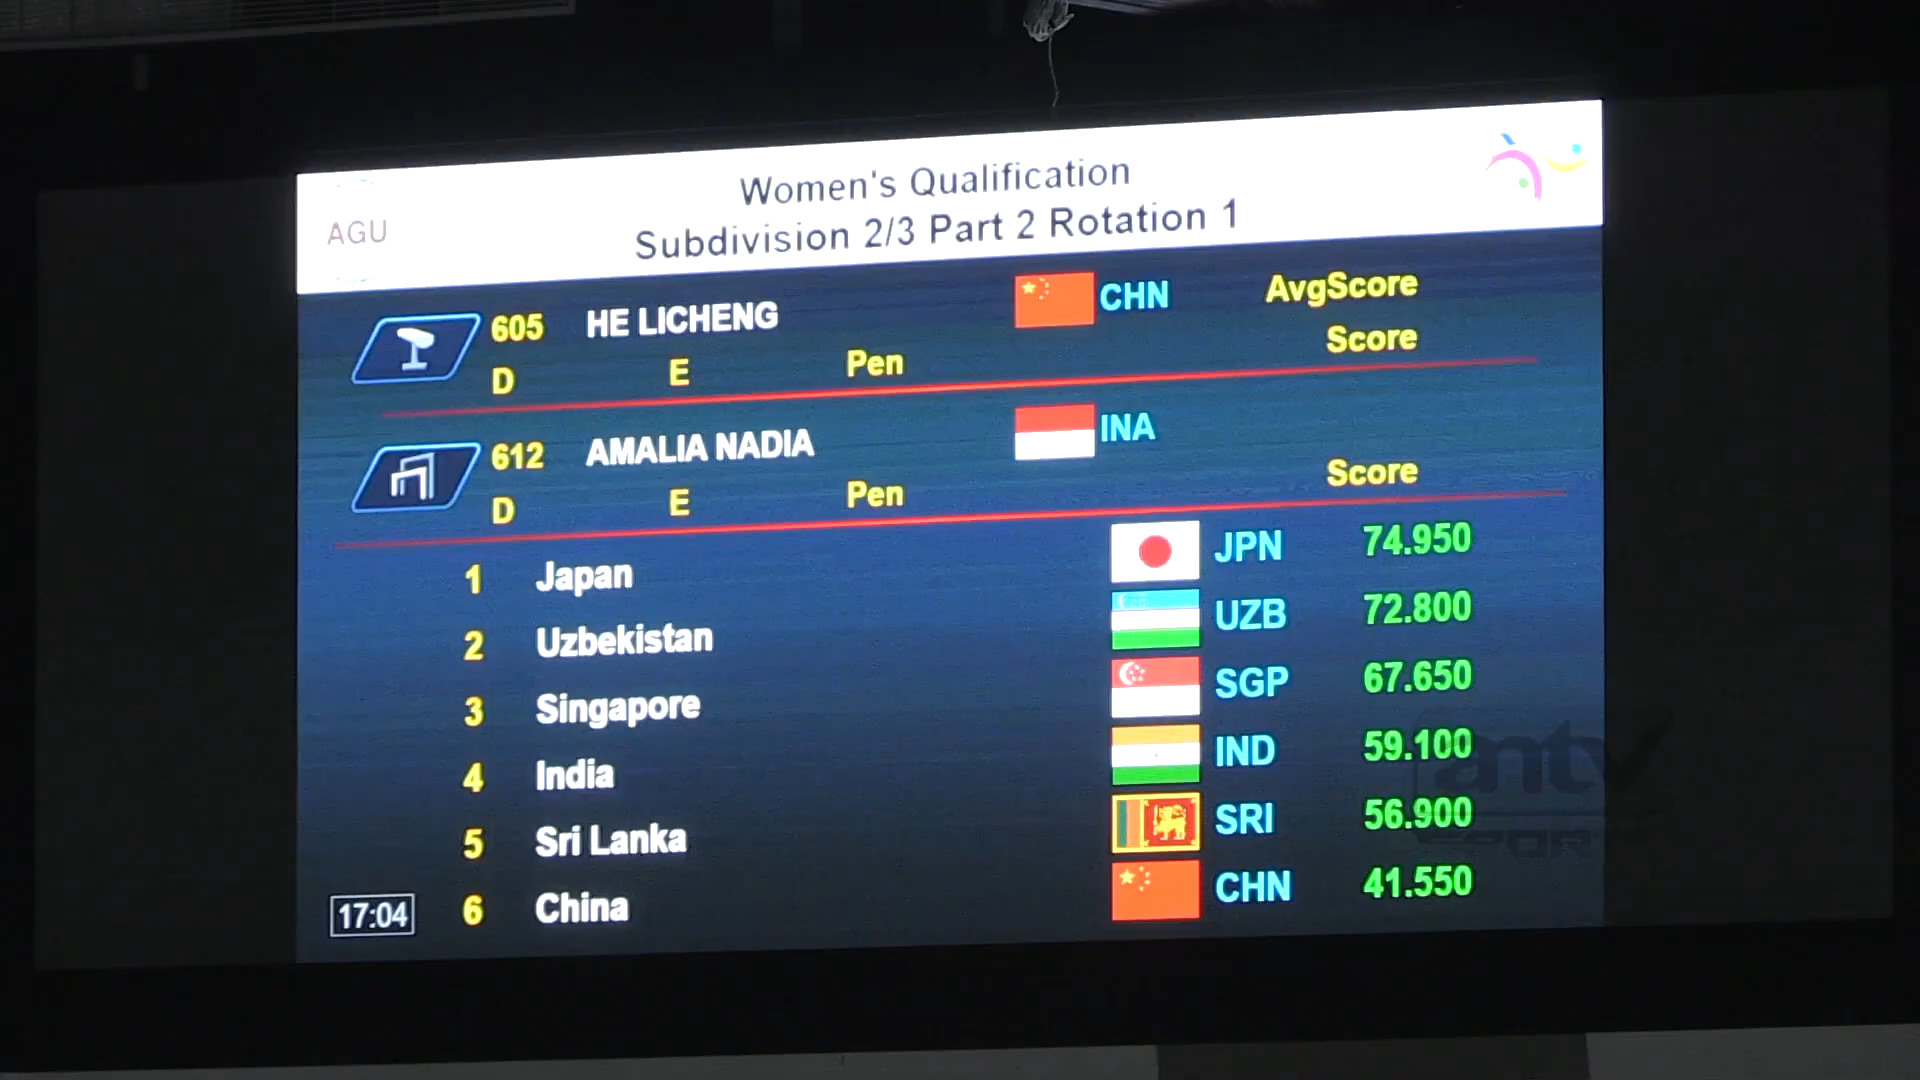 AGU
Women's Qualification
Subdivision 2/3 Part 2 Rotation 1
605 HE LICHENG CHN AvgScore
D E Pen Score
612 AMALIA NADIA INA
D E Pen Score
1 Japan JPN 74.950
2 Uzbekistan UZB 72.800
3 Singapore SGP 67.650
4 India IND 59.100
5 Sri Lanka SRI 56.900
6 China CHN 41.550
17:04
antv
SPORT